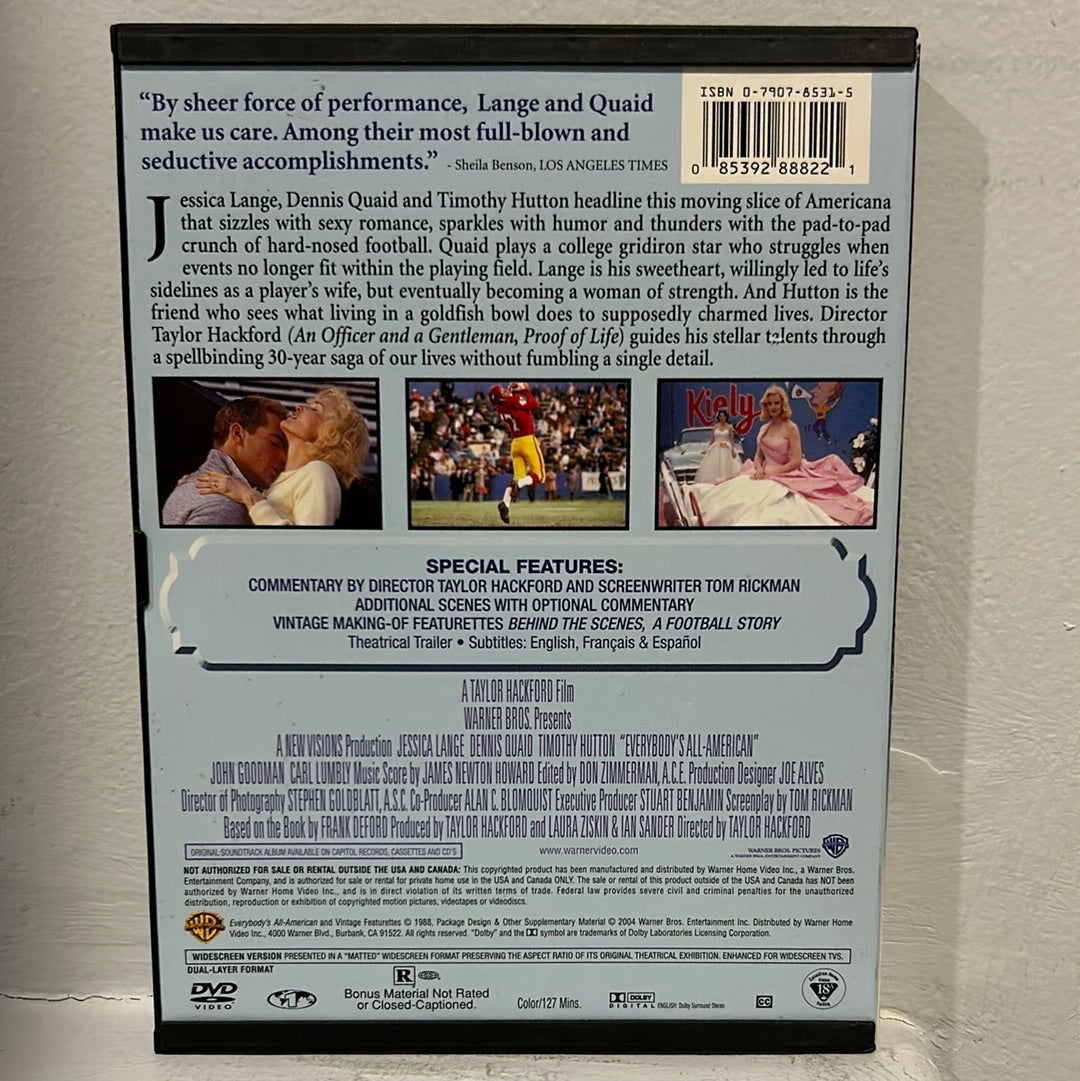 ISBN 0-7907-8531-5
0 85392 88822 1
“By sheer force of performance, Lange and Quaid
make us care. Among their most full-blown and
seductive accomplishments.” - Sheila Benson, LOS ANGELES TIMES
Jessica Lange, Dennis Quaid and Timothy Hutton headline this moving slice of Americana
that sizzles with sexy romance, sparkles with humor and thunders with the pad-to-pad
crunch of hard-nosed football. Quaid plays a college gridiron star who struggles when
events no longer fit within the playing field. Lange is his sweetheart, willingly led to life’s
sidelines as a player’s wife, but eventually becoming a woman of strength. And Hutton is the
friend who sees what living in a goldfish bowl does to supposedly charmed lives. Director
Taylor Hackford (An Officer and a Gentleman, Proof of Life) guides his stellar talents through
a spellbinding 30-year saga of our lives without fumbling a single detail.
Kiely
SPECIAL FEATURES:
COMMENTARY BY DIRECTOR TAYLOR HACKFORD AND SCREENWRITER TOM RICKMAN
ADDITIONAL SCENES WITH OPTIONAL COMMENTARY
VINTAGE MAKING-OF FEATURETTES BEHIND THE SCENES, A FOOTBALL STORY
Theatrical Trailer • Subtitles: English, Français & Español
A TAYLOR HACKFORD Film
WARNER BROS. Presents
A NEW VISIONS Production JESSICA LANGE DENNIS QUAID TIMOTHY HUTTON “EVERYBODY’S ALL-AMERICAN”
JOHN GOODMAN CARL LUMBLY Music Score by JAMES NEWTON HOWARD Edited by DON ZIMMERMAN, A.C.E. Production Designer JOE ALVES
Director of Photography STEPHEN GOLDBLATT, A.S.C. Co-Producer ALAN C. BLOMQUIST Executive Producer STUART BENJAMIN Screenplay by TOM RICKMAN
Based on the Book by FRANK DEFORD Produced by TAYLOR HACKFORD and LAURA ZISKIN & IAN SANDER Directed by TAYLOR HACKFORD
ORIGINAL SOUNDTRACK ALBUM AVAILABLE ON CAPITOL RECORDS, CASSETTES AND CD'S
www.warnervideo.com
WARNER BROS. PICTURES
A WARNER BROS. ENTERTAINMENT COMPANY
NOT AUTHORIZED FOR SALE OR RENTAL OUTSIDE THE USA AND CANADA: This copyrighted product has been manufactured and distributed by Warner Home Video Inc., a Warner Bros.
Entertainment Company, and is authorized for sale or rental for private home use in the USA and Canada ONLY. The sale or rental of this product outside of the USA and Canada has NOT been
authorized by Warner Home Video Inc., and is in direct violation of its written terms of trade. Federal law provides severe civil and criminal penalties for the unauthorized
distribution, reproduction or exhibition of copyrighted motion pictures, videotapes or videodiscs.
Everybody's All-American and Vintage Featurettes © 1988, Package Design & Other Supplementary Material © 2004 Warner Bros. Entertainment Inc. Distributed by Warner Home
Video Inc., 4000 Warner Blvd., Burbank, CA 91522. All rights reserved. "Dolby" and the DD symbol are trademarks of Dolby Laboratories Licensing Corporation.
WIDESCREEN VERSION PRESENTED IN A "MATTED" WIDESCREEN FORMAT PRESERVING THE ASPECT RATIO OF ITS ORIGINAL THEATRICAL EXHIBITION. ENHANCED FOR WIDESCREEN TVS.
DUAL-LAYER FORMAT
DVD
VIDEO
1
R
Bonus Material Not Rated
or Closed-Captioned.
Color/127 Mins.
DOLBY
DIGITAL ENGLISH: Dolby Surround Stereo
CC
18